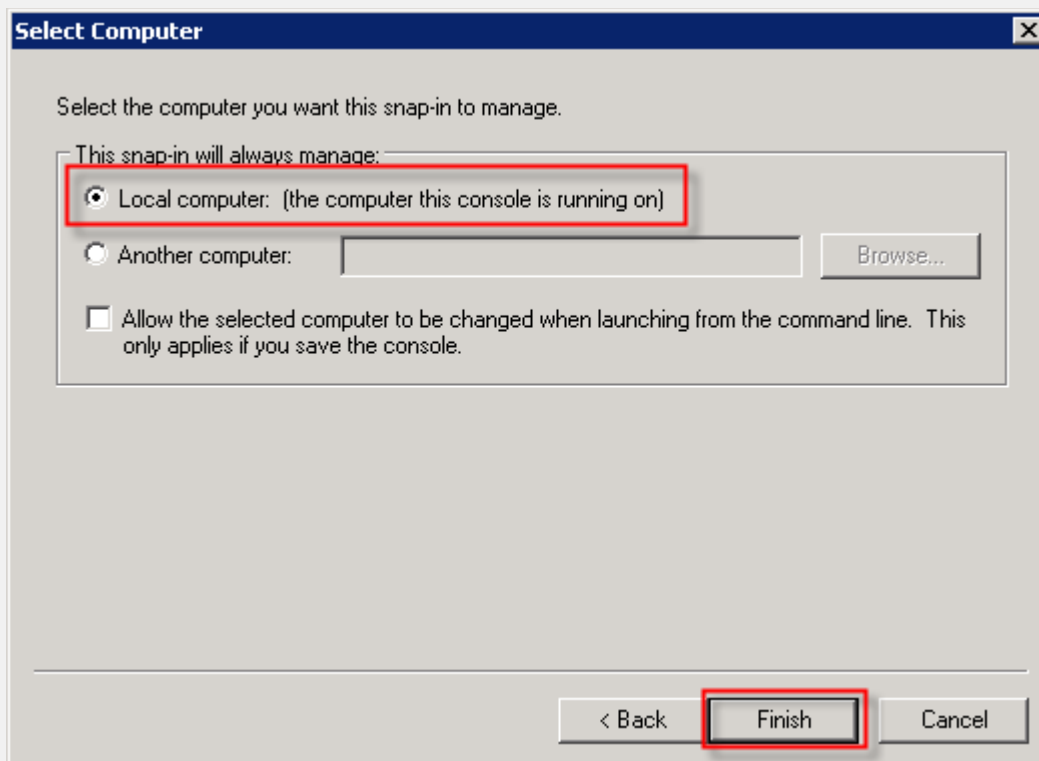 Select Computer
Select the computer you want this snap-in to manage.
This snap-in will always manage:
Local computer:  (the computer this console is running on)
Another computer:
Browse...
Allow the selected computer to be changed when launching from the command line.  This
only applies if you save the console.
< Back
Finish
Cancel